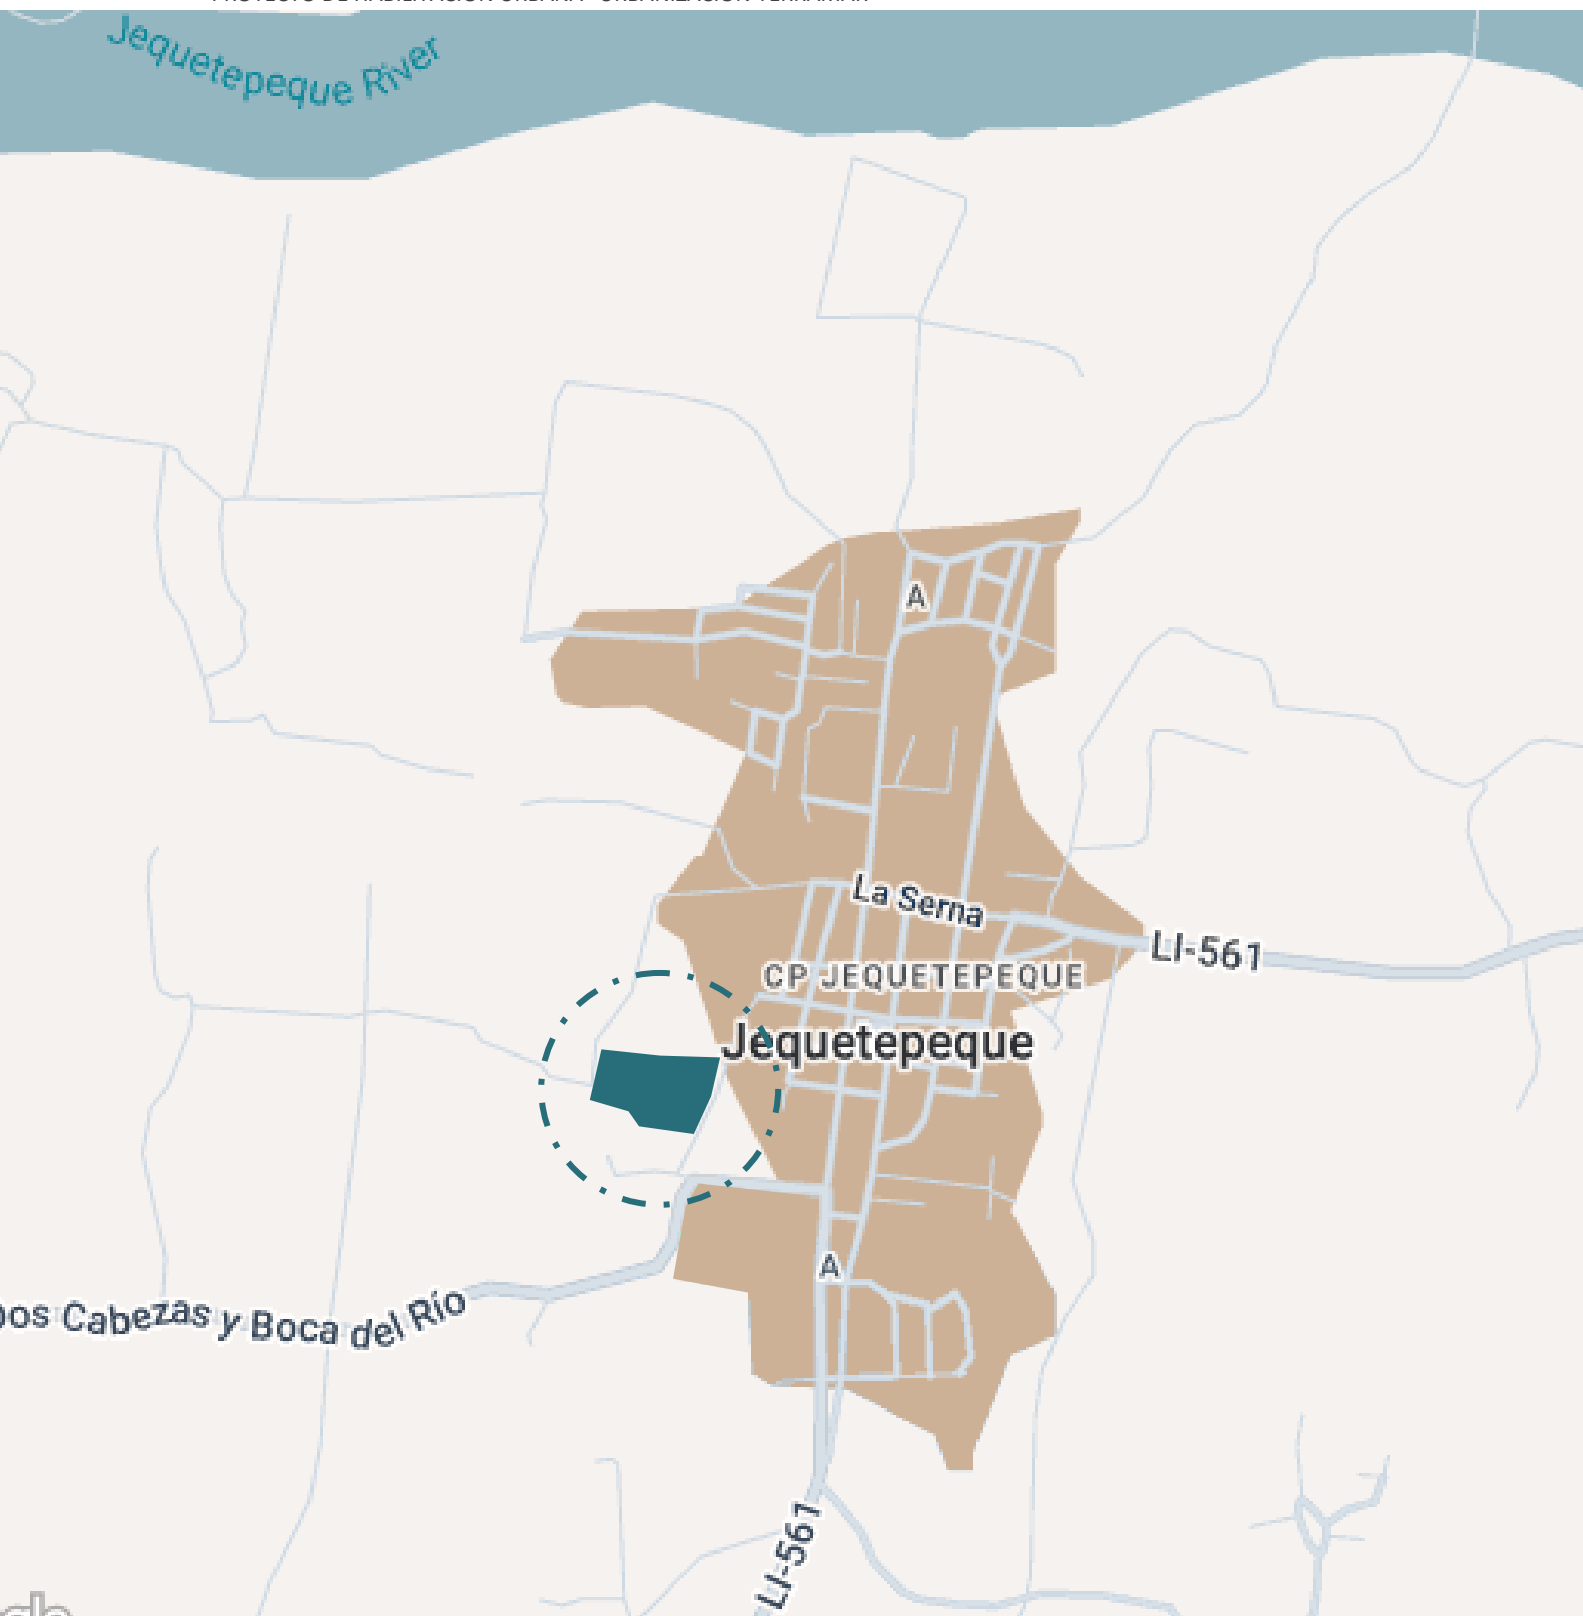 Jequetepeque River
A
La Serna
LI-561
CP JEQUETEPEQUE
Jequetepeque
A
Cabezas y Boca del Río
LI-561